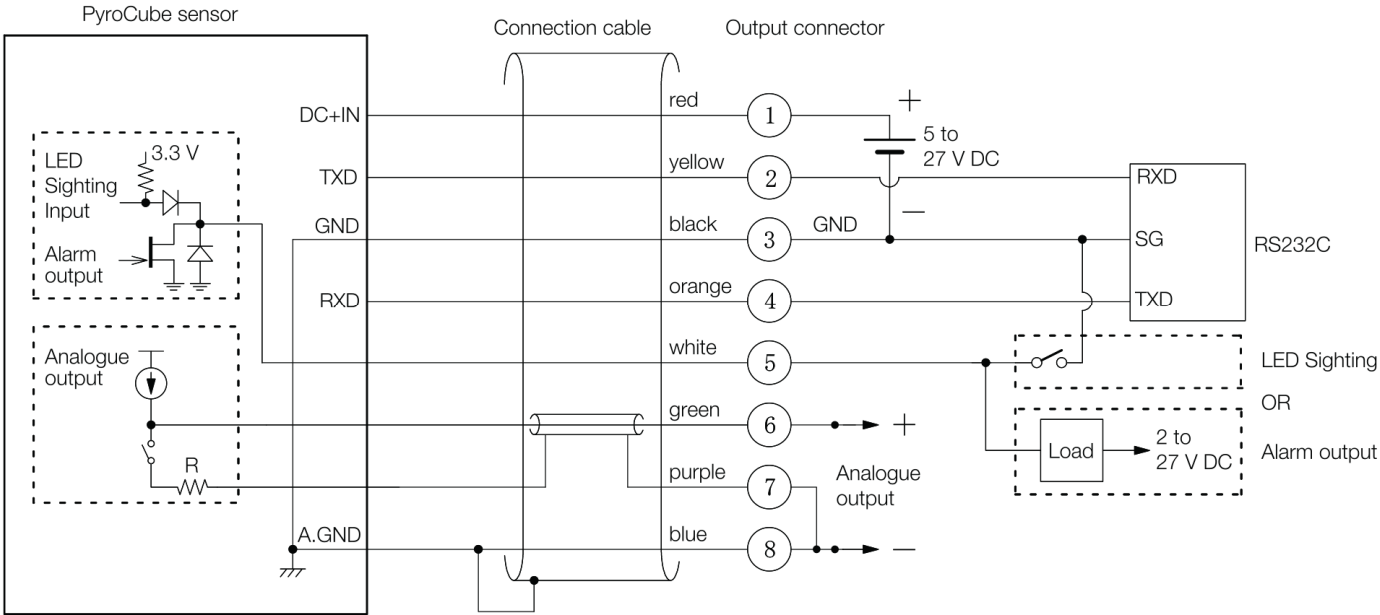 PyroCube sensor
Connection cable
Output connector
DC+IN
red
1
+
5 to
27 V DC
LED
Sighting
Input
3.3 V
TXD
yellow
2
RXD
–
GND
black
3
GND
SG
RS232C
Alarm
output
RXD
orange
4
TXD
white
5
LED Sighting
Analogue
output
OR
green
6
+
Load
2 to
27 V DC
Alarm output
R
purple
7
Analogue
output
A.GND
blue
8
–